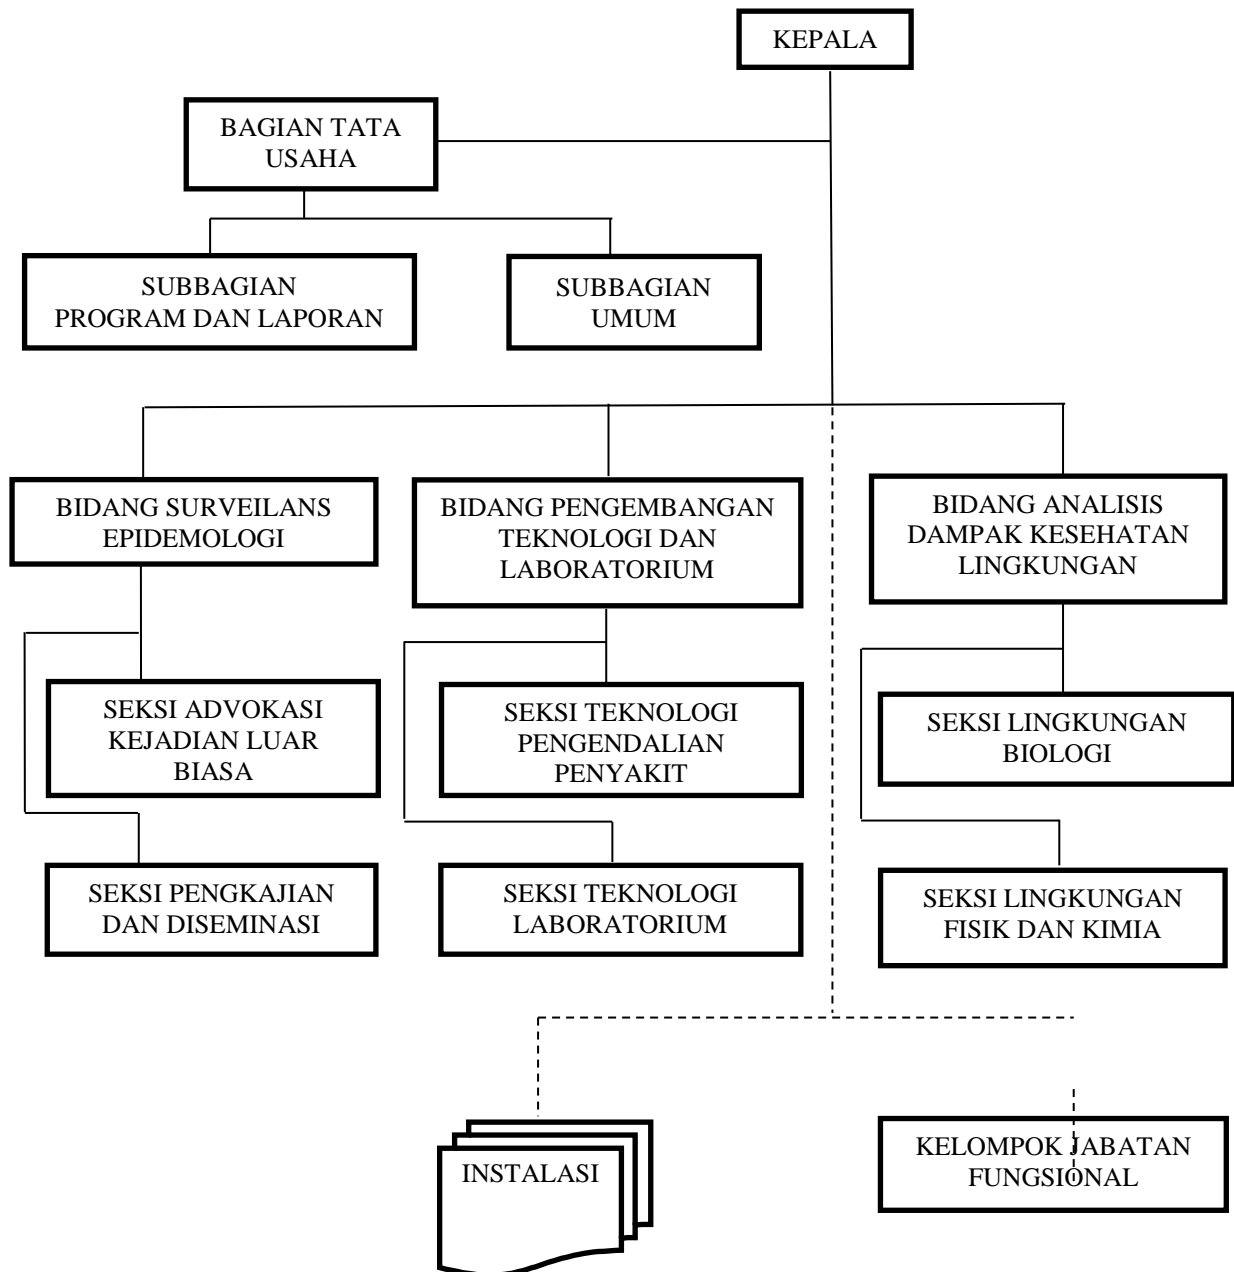 KEPALA
BAGIAN TATA
USAHA
SUBBAGIAN
PROGRAM DAN LAPORAN
SUBBAGIAN
UMUM
BIDANG SURVEILANS
EPIDEMOLOGI
BIDANG PENGEMBANGAN
TEKNOLOGI DAN
LABORATORIUM
BIDANG ANALISIS
DAMPAK KESEHATAN
LINGKUNGAN
SEKSI ADVOKASI
KEJADIAN LUAR
BIASA
SEKSI TEKNOLOGI
PENGENDALIAN
PENYAKIT
SEKSI LINGKUNGAN
BIOLOGI
SEKSI PENGKAJIAN
DAN DISEMINASI
SEKSI TEKNOLOGI
LABORATORIUM
SEKSI LINGKUNGAN
FISIK DAN KIMIA
INSTALASI
KELOMPOK JABATAN
FUNGSIONAL